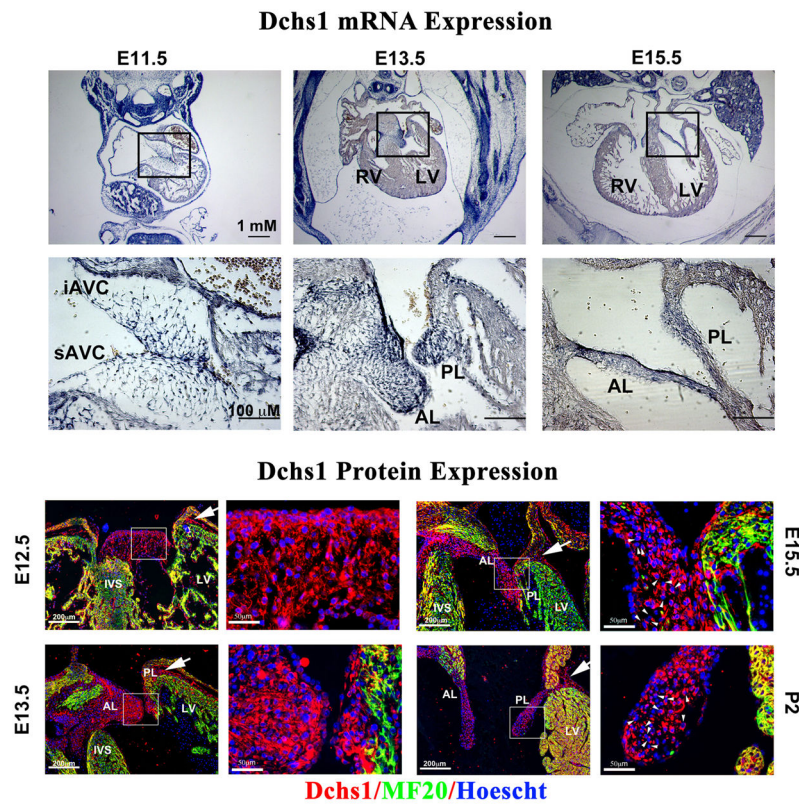 Dchs1 mRNA Expression
E11.5
E13.5
E15.5
1 mM
RV
LV
RV
LV
iAVC
sAVC
100 µM
PL
AL
PL
AL
Dchs1 Protein Expression
E12.5
IVS
LV
200µm
50µm
AL
PL
IVS
LV
200µm
50µm
E15.5
E13.5
PL
AL
LV
IVS
200µm
50µm
AL
PL
LV
200µm
50µm
P2
Dchs1/MF20/Hoescht